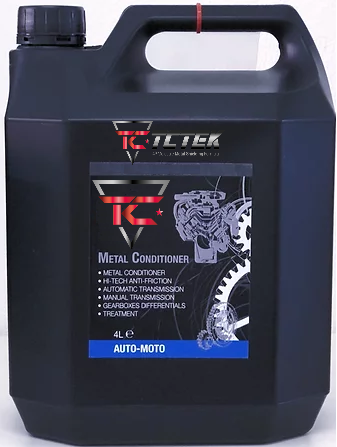 TC TCTEK
TC
METAL CONDITIONER
• METAL CONDITIONER
• HI-TECH ANTI-FRICTION
• AUTOMATIC TRANSMISSION
• MANUAL TRANSMISSION
• GEARBOXES DIFFERENTIALS
• TREATMENT
4L e
AUTO-MOTO